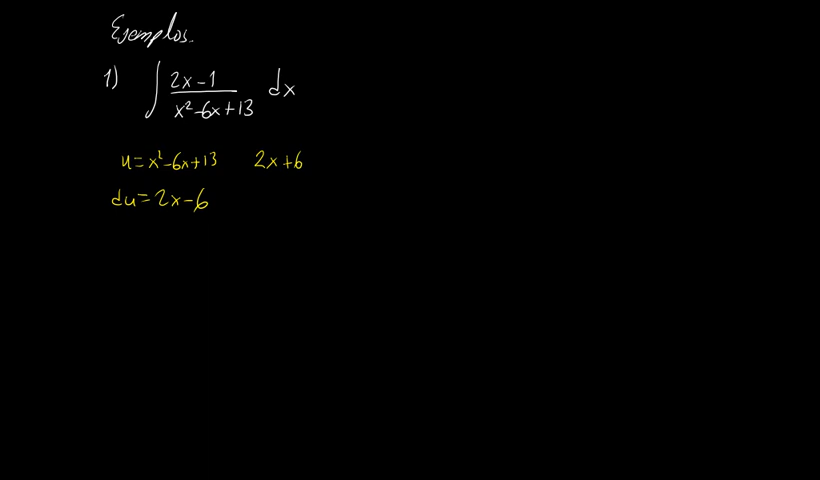 Exemplos.
1) ∫ (2x-1)/(x²-6x+13) dx
u=x²-6x+13 2x+6
du=2x-6